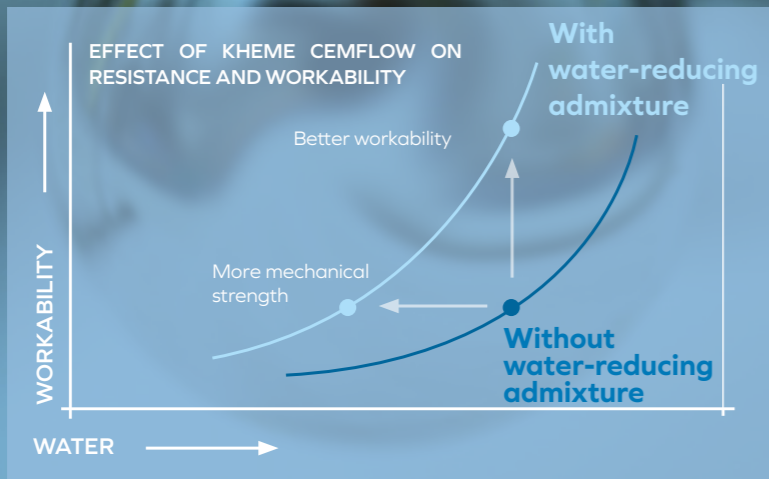 EFFECT OF KHEME CEMFLOW ON
RESISTANCE AND WORKABILITY
With
water-reducing
admixture
Better workability
More mechanical
strength
Without
water-reducing
admixture
WORKABILITY
WATER